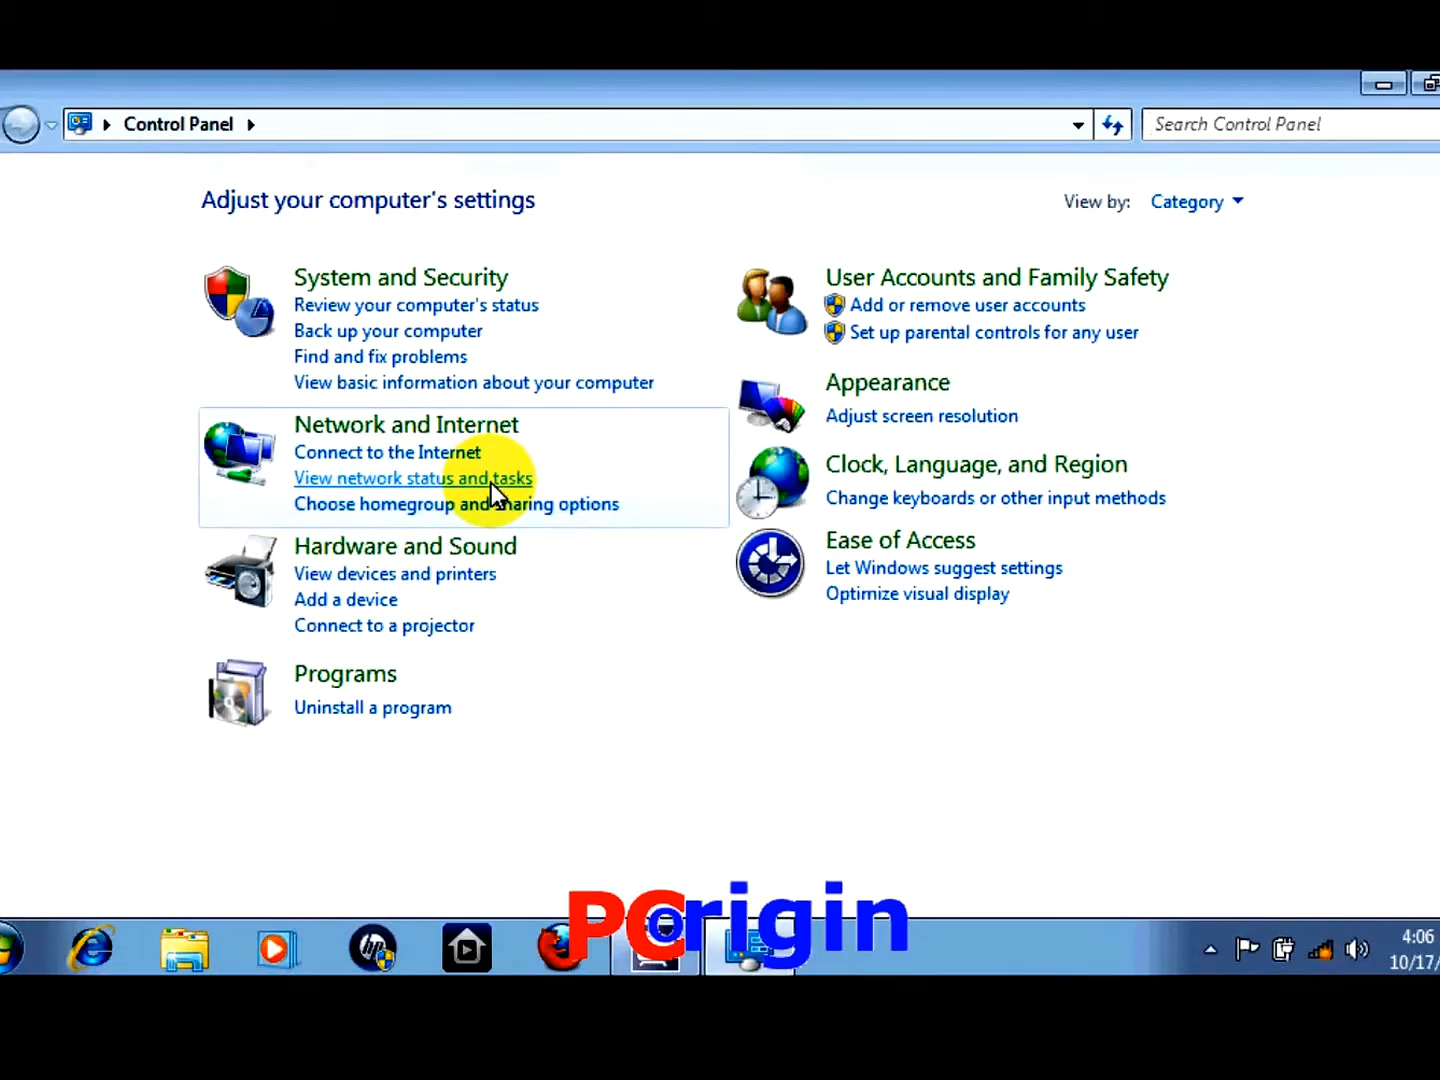 Control Panel
Search Control Panel
Adjust your computer's settings
View by: Category
System and Security
Review your computer's status
Back up your computer
Find and fix problems
View basic information about your computer
Network and Internet
Connect to the Internet
View network status and tasks
Choose homegroup and sharing options
Hardware and Sound
View devices and printers
Add a device
Connect to a projector
Programs
Uninstall a program
User Accounts and Family Safety
Add or remove user accounts
Set up parental controls for any user
Appearance
Adjust screen resolution
Clock, Language, and Region
Change keyboards or other input methods
Ease of Access
Let Windows suggest settings
Optimize visual display
PCorigin
hp
4:06
10/17/